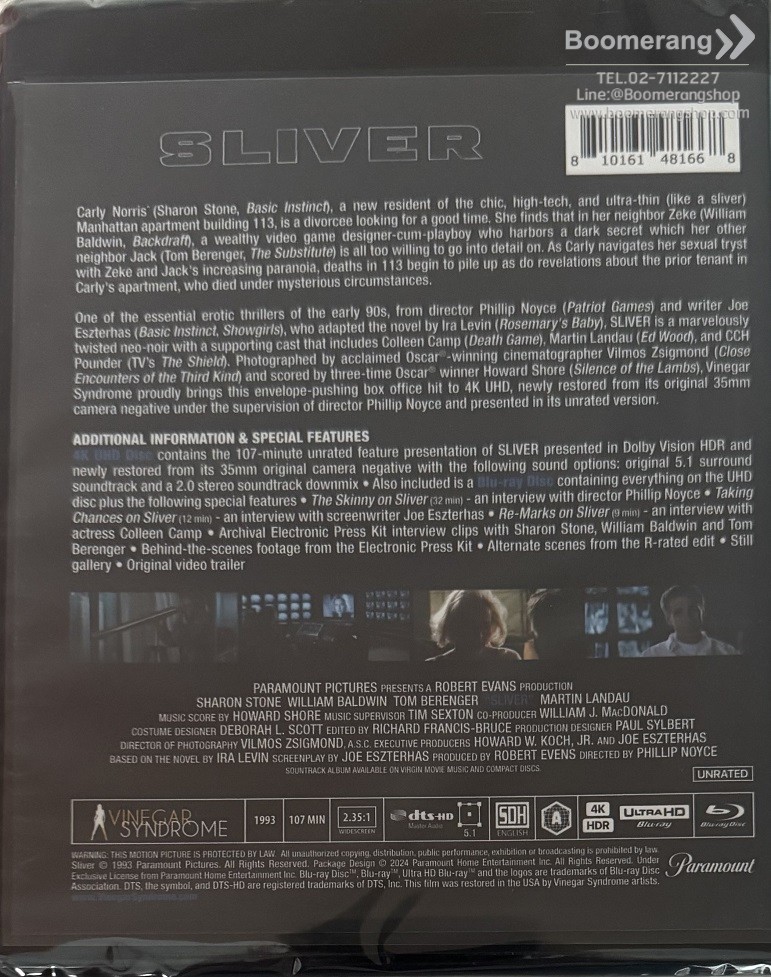 Boomerang
TEL.02-7112227
Line:@Boomerangshop
www.boomerangshop.com
8 10161 48166 8
SLIVER
Carly Norris (Sharon Stone, Basic Instinct), a new resident of the chic, high-tech, and ultra-thin (like a sliver)
Manhattan apartment building 113, is a divorcee looking for a good time. She finds that in her neighbor Zeke (William
Baldwin, Backdraft), a wealthy video game designer-cum-playboy who harbors a dark secret which her other
neighbor Jack (Tom Berenger, The Substitute) is all too willing to go into detail on. As Carly navigates her sexual tryst
with Zeke and Jack's increasing paranoia, deaths in 113 begin to pile up as do revelations about the prior tenant in
Carly's apartment, who died under mysterious circumstances.
One of the essential erotic thrillers of the early 90s, from director Phillip Noyce (Patriot Games) and writer Joe
Eszterhas (Basic Instinct, Showgirls), who adapted the novel by Ira Levin (Rosemary's Baby), SLIVER is a marvelously
twisted neo-noir with a supporting cast that includes Colleen Camp (Death Game), Martin Landau (Ed Wood), and CCH
Pounder (TV's The Shield). Photographed by acclaimed Oscar®-winning cinematographer Vilmos Zsigmond (Close
Encounters of the Third Kind) and scored by three-time Oscar® winner Howard Shore (Silence of the Lambs), Vinegar
Syndrome proudly brings this envelope-pushing box office hit to 4K UHD, newly restored from its original 35mm
camera negative under the supervision of director Phillip Noyce and presented in its unrated version.
ADDITIONAL INFORMATION & SPECIAL FEATURES
4K UHD Disc contains the 107-minute unrated feature presentation of SLIVER presented in Dolby Vision HDR and
newly restored from its 35mm original camera negative with the following sound options: original 5.1 surround
soundtrack and a 2.0 stereo soundtrack downmix • Also included is a Blu-ray Disc containing everything on the UHD
disc plus the following special features • The Skinny on Sliver (32 min) - an interview with director Phillip Noyce • Taking
Chances on Sliver (12 min) - an interview with screenwriter Joe Eszterhas • Re-Marks on Sliver (9 min) - an interview with
actress Colleen Camp • Archival Electronic Press Kit interview clips with Sharon Stone, William Baldwin and Tom
Berenger • Behind-the-scenes footage from the Electronic Press Kit • Alternate scenes from the R-rated edit • Still
gallery • Original video trailer
PARAMOUNT PICTURES PRESENTS A ROBERT EVANS PRODUCTION
SHARON STONE WILLIAM BALDWIN TOM BERENGER "SLIVER" MARTIN LANDAU
MUSIC SCORE BY HOWARD SHORE MUSIC SUPERVISOR TIM SEXTON CO-PRODUCER WILLIAM J. MACDONALD
COSTUME DESIGNER DEBORAH L. SCOTT EDITED BY RICHARD FRANCIS-BRUCE PRODUCTION DESIGNER PAUL SYLBERT
DIRECTOR OF PHOTOGRAPHY VILMOS ZSIGMOND, A.S.C. EXECUTIVE PRODUCERS HOWARD W. KOCH, JR. AND JOE ESZTERHAS
BASED ON THE NOVEL BY IRA LEVIN SCREENPLAY BY JOE ESZTERHAS PRODUCED BY ROBERT EVENS DIRECTED BY PHILLIP NOYCE
SOUNDTRACK ALBUM AVAILABLE ON VIRGIN MOVIE MUSIC AND COMPACT DISCS.
UNRATED
VINEGAR SYNDROME 1993 107 MIN 2.35:1 WIDESCREEN dts-HD Master Audio 5.1 SDH ENGLISH A 4K HDR ULTRA HD Blu-ray Blu-ray Disc
WARNING: THIS MOTION PICTURE IS PROTECTED BY LAW. All unauthorized copying, distribution, public performance, exhibition or broadcasting is prohibited by law.
Sliver © 1993 Paramount Pictures. All Rights Reserved. Package Design © 2024 Paramount Home Entertainment Inc. All Rights Reserved. Under
Exclusive License from Paramount Home Entertainment Inc. Blu-ray Disc™, Blu-ray™, Ultra HD Blu-ray™ and the logos are trademarks of Blu-ray Disc
Association. DTS, the symbol, and DTS-HD are registered trademarks of DTS, Inc. This film was restored in the USA by Vinegar Syndrome artists.
www.VinegarSyndrome.com
Paramount